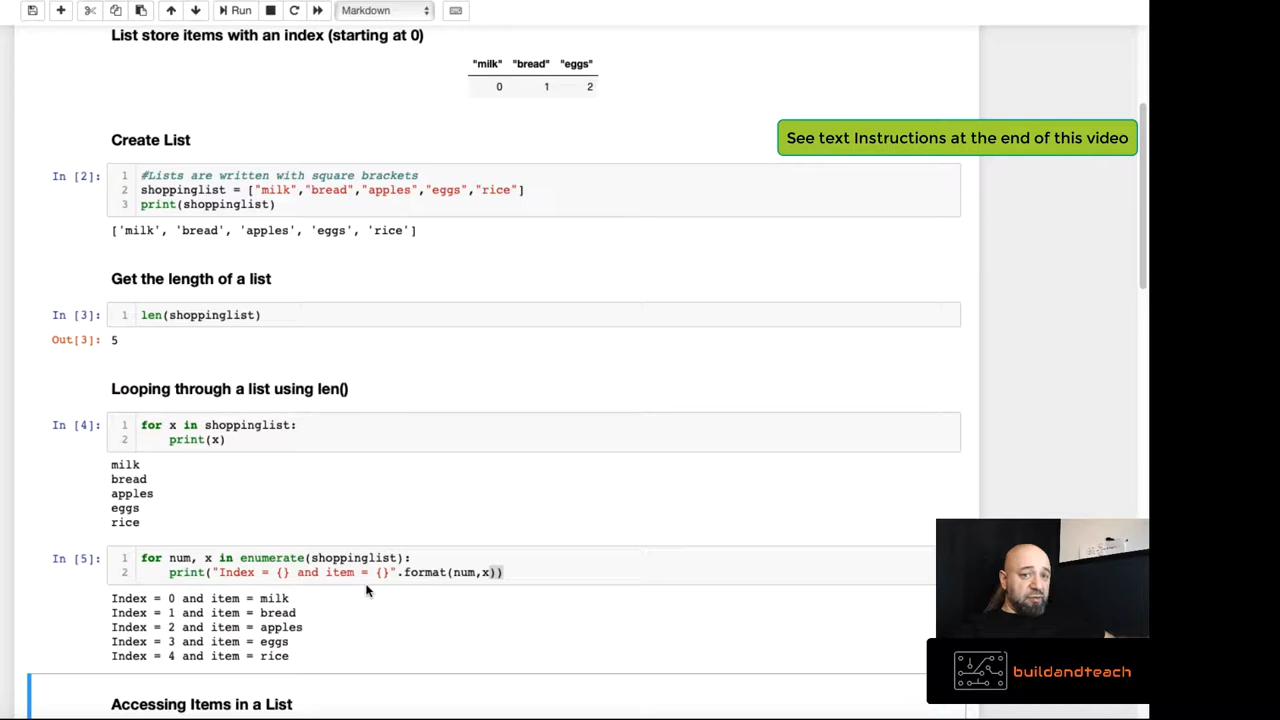 Run
Markdown
List store items with an index (starting at 0)
"milk" "bread" "eggs"
0 1 2
See text Instructions at the end of this video
Create List
In [2]:
1 #Lists are written with square brackets
2 shoppinglist = ["milk","bread","apples","eggs","rice"]
3 print(shoppinglist)
['milk', 'bread', 'apples', 'eggs', 'rice']
Get the length of a list
In [3]:
1 len(shoppinglist)
Out[3]: 5
Looping through a list using len()
In [4]:
1 for x in shoppinglist:
2 print(x)
milk
bread
apples
eggs
rice
In [5]:
1 for num, x in enumerate(shoppinglist):
2 print("Index = {} and item = {}".format(num,x))
Index = 0 and item = milk
Index = 1 and item = bread
Index = 2 and item = apples
Index = 3 and item = eggs
Index = 4 and item = rice
buildandteach
Accessing Items in a List